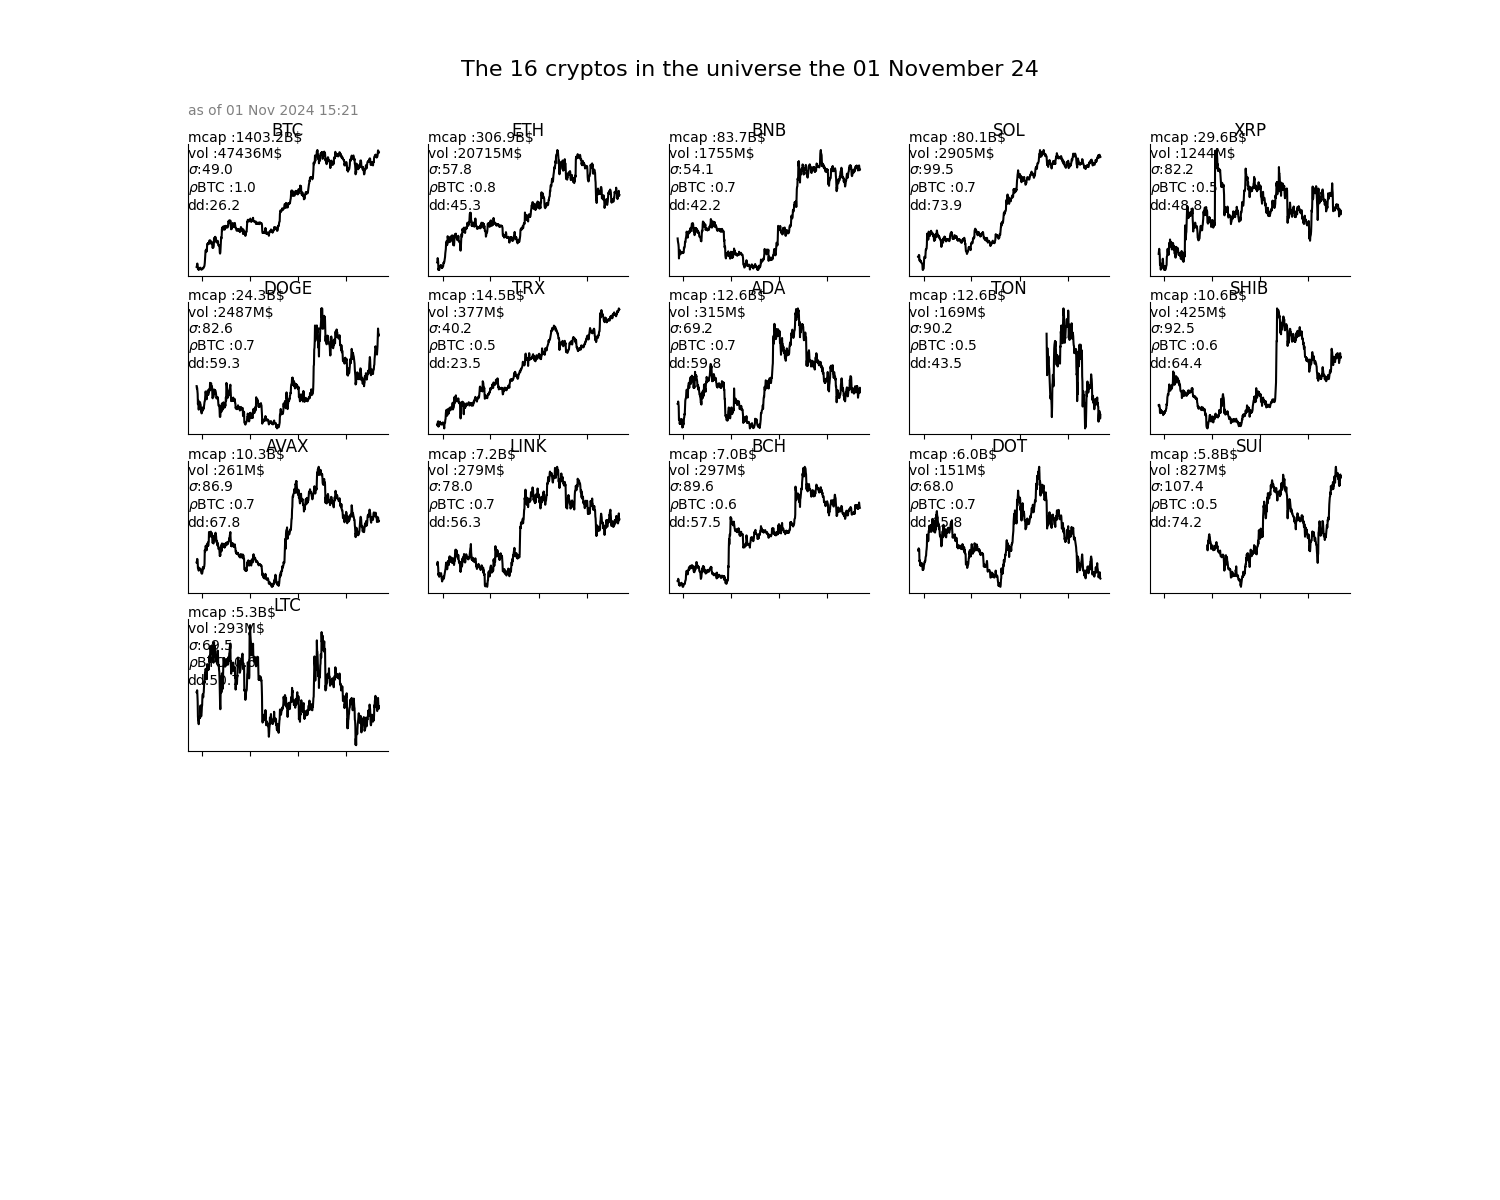 The 16 cryptos in the universe the 01 November 24
as of 01 Nov 2024 15:21
BTC
mcap :1403.2B$
vol :47436M$
σ:49.0
ρBTC :1.0
dd:26.2
ETH
mcap :306.9B$
vol :20715M$
σ:57.8
ρBTC :0.8
dd:45.3
BNB
mcap :83.7B$
vol :1755M$
σ:54.1
ρBTC :0.7
dd:42.2
SOL
mcap :80.1B$
vol :2905M$
σ:99.5
ρBTC :0.7
dd:73.9
XRP
mcap :29.6B$
vol :1244M$
σ:82.2
ρBTC :0.5
dd:48.8
DOGE
mcap :24.3B$
vol :2487M$
σ:82.6
ρBTC :0.7
dd:59.3
TRX
mcap :14.5B$
vol :377M$
σ:40.2
ρBTC :0.5
dd:23.5
ADA
mcap :12.6B$
vol :315M$
σ:69.2
ρBTC :0.7
dd:59.8
TON
mcap :12.6B$
vol :169M$
σ:90.2
ρBTC :0.5
dd:43.5
SHIB
mcap :10.6B$
vol :425M$
σ:92.5
ρBTC :0.6
dd:64.4
AVAX
mcap :10.3B$
vol :261M$
σ:86.9
ρBTC :0.7
dd:67.8
LINK
mcap :7.2B$
vol :279M$
σ:78.0
ρBTC :0.7
dd:56.3
BCH
mcap :7.0B$
vol :297M$
σ:89.6
ρBTC :0.6
dd:57.5
DOT
mcap :6.0B$
vol :151M$
σ:68.0
ρBTC :0.7
SUI
mcap :5.8B$
vol :827M$
σ:107.4
ρBTC :0.5
dd:74.2
LTC
mcap :5.3B$
vol :293M$
σ:69.5